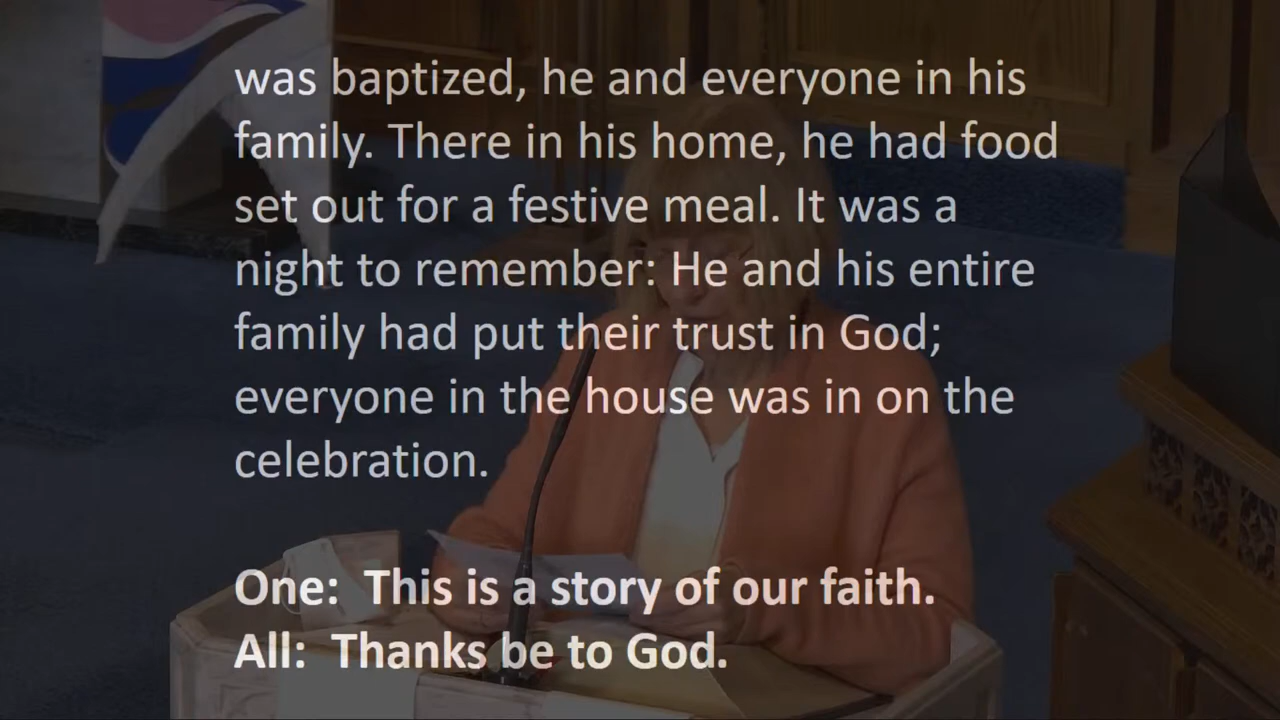 was baptized, he and everyone in his
family. There in his home, he had food
set out for a festive meal. It was a
night to remember: He and his entire
family had put their trust in God;
everyone in the house was in on the
celebration.
One: This is a story of our faith.
All: Thanks be to God.